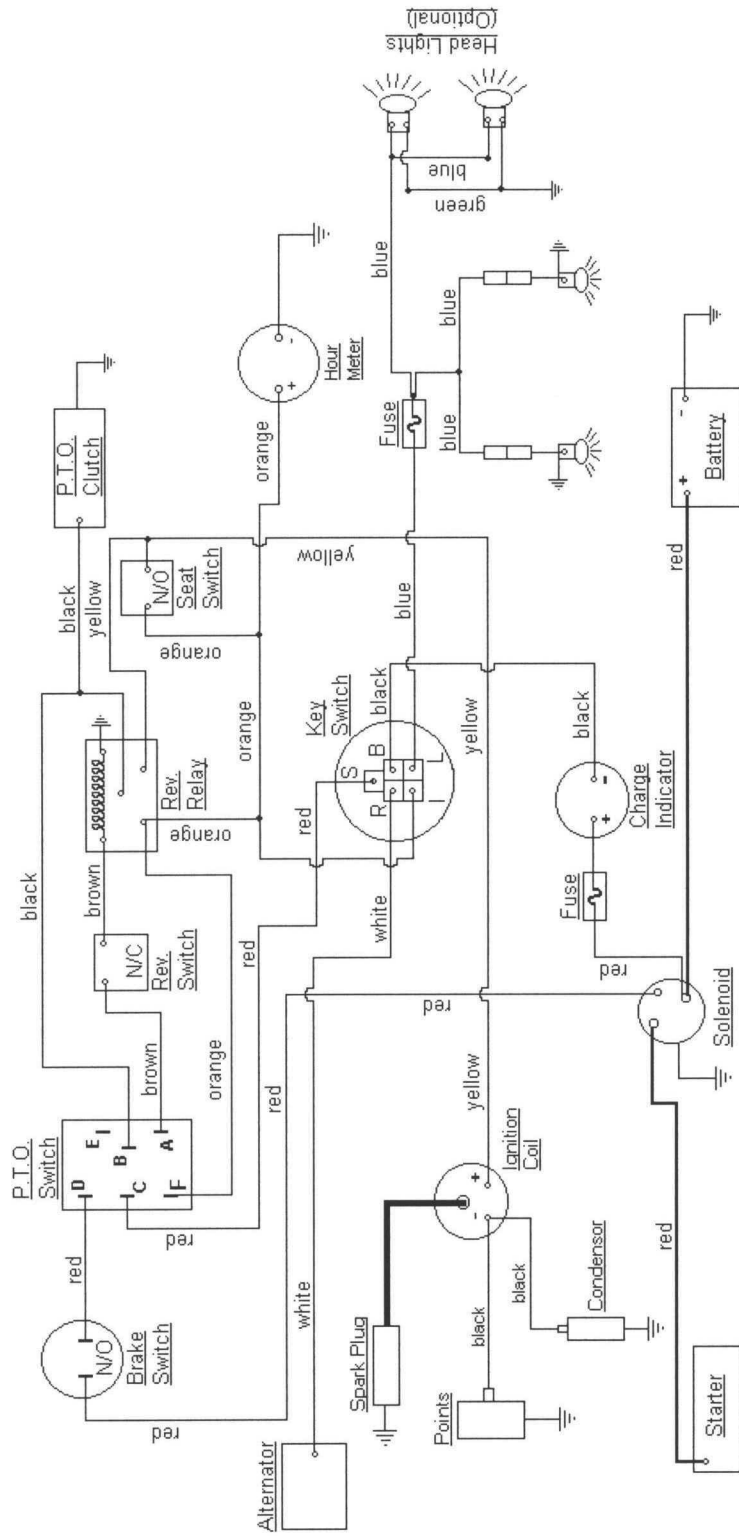 P.T.O.
Switch
D
E
B
C
A
F
Brake
Switch
N/O
red
red
red
brown
orange
black
N/C
Rev.
Switch
brown
Rev.
Relay
orange
black
yellow
P.T.O.
Clutch
N/O
Seat
Switch
orange
orange
orange
yellow
Hour
Meter
+
-
red
red
red
white
white
Alternator
Key
Switch
S
R
B
I
L
black
blue
Fuse
blue
blue
blue
blue
green
Head Lights
(Optional)
yellow
yellow
Ignition
Coil
+
-
Spark Plug
Points
black
black
Condensor
black
Charge
Indicator
+
-
Fuse
red
red
Solenoid
red
Battery
+
-
red
Starter